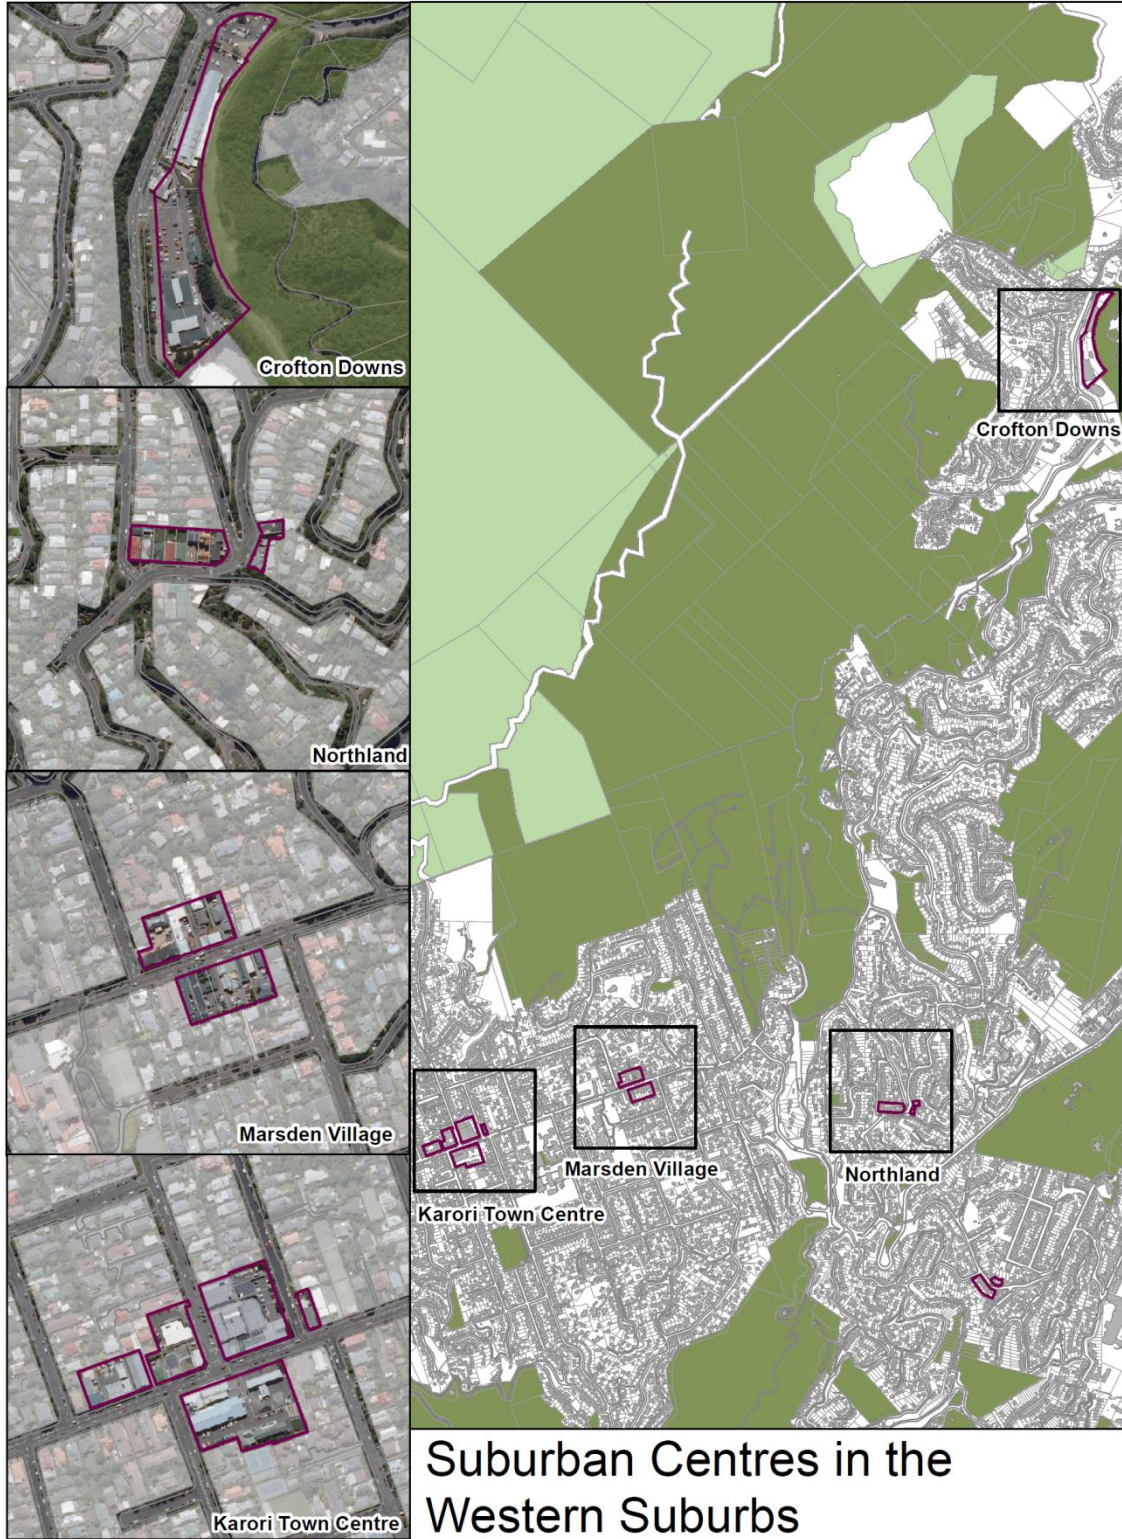 Crofton Downs
Northland
Marsden Village
Karori Town Centre
Crofton Downs
Marsden Village
Northland
Karori Town Centre
Suburban Centres in the
Western Suburbs